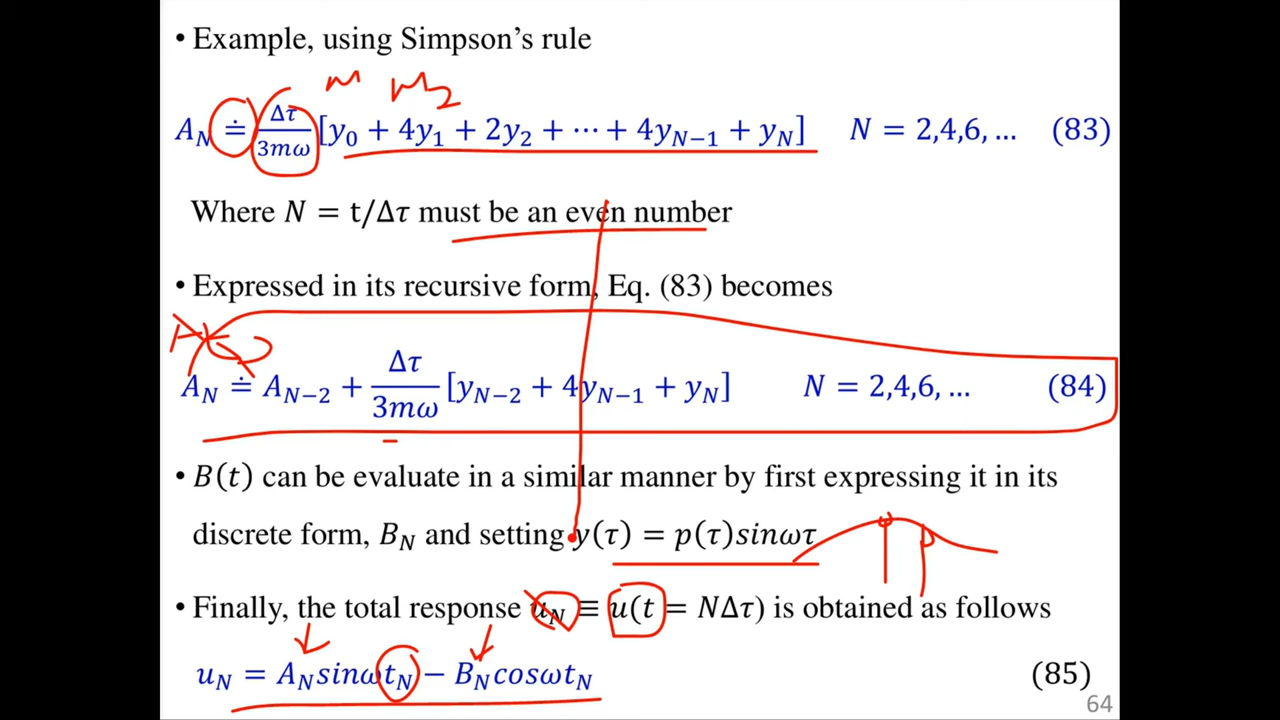 • Example, using Simpson's rule
A_N ≐ Δτ/3mω [y_0 + 4y_1 + 2y_2 + ⋯ + 4y_{N−1} + y_N] N = 2,4,6, … (83)
Where N = t/Δτ must be an even number
• Expressed in its recursive form, Eq. (83) becomes
A_N ≐ A_{N−2} + Δτ/3mω [y_{N−2} + 4y_{N−1} + y_N] N = 2,4,6, … (84)
• B(t) can be evaluate in a similar manner by first expressing it in its
discrete form, B_N and setting y(τ) = p(τ)sinωτ
• Finally, the total response u_N ≡ u(t = NΔτ) is obtained as follows
u_N = A_N sinωt_N − B_N cosωt_N (85)
64